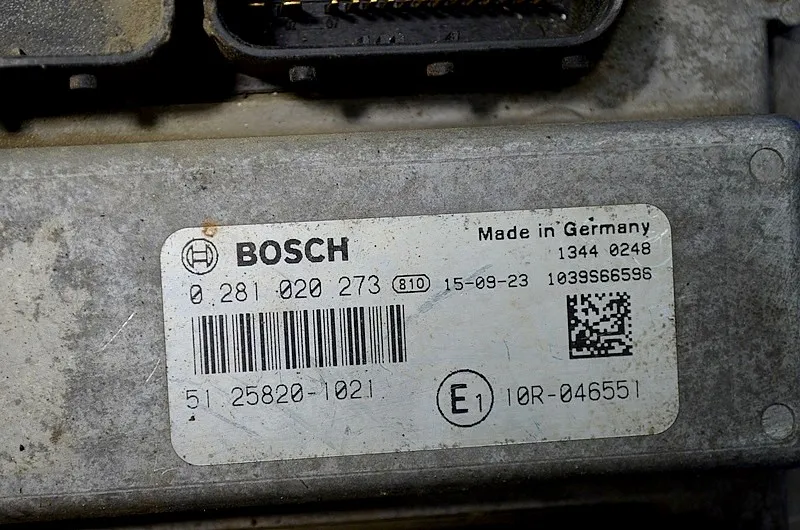 BOSCH
Made in Germany
1344 0248
0 281 020 273 810 15-09-23 1039S66596
51 25820-1021
E1 10R-046551